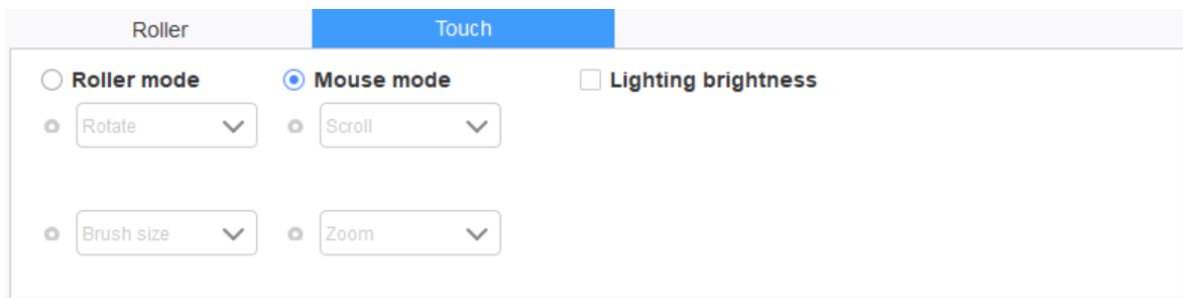 Roller Touch
Roller mode Mouse mode Lighting brightness
Rotate Scroll
Brush size Zoom